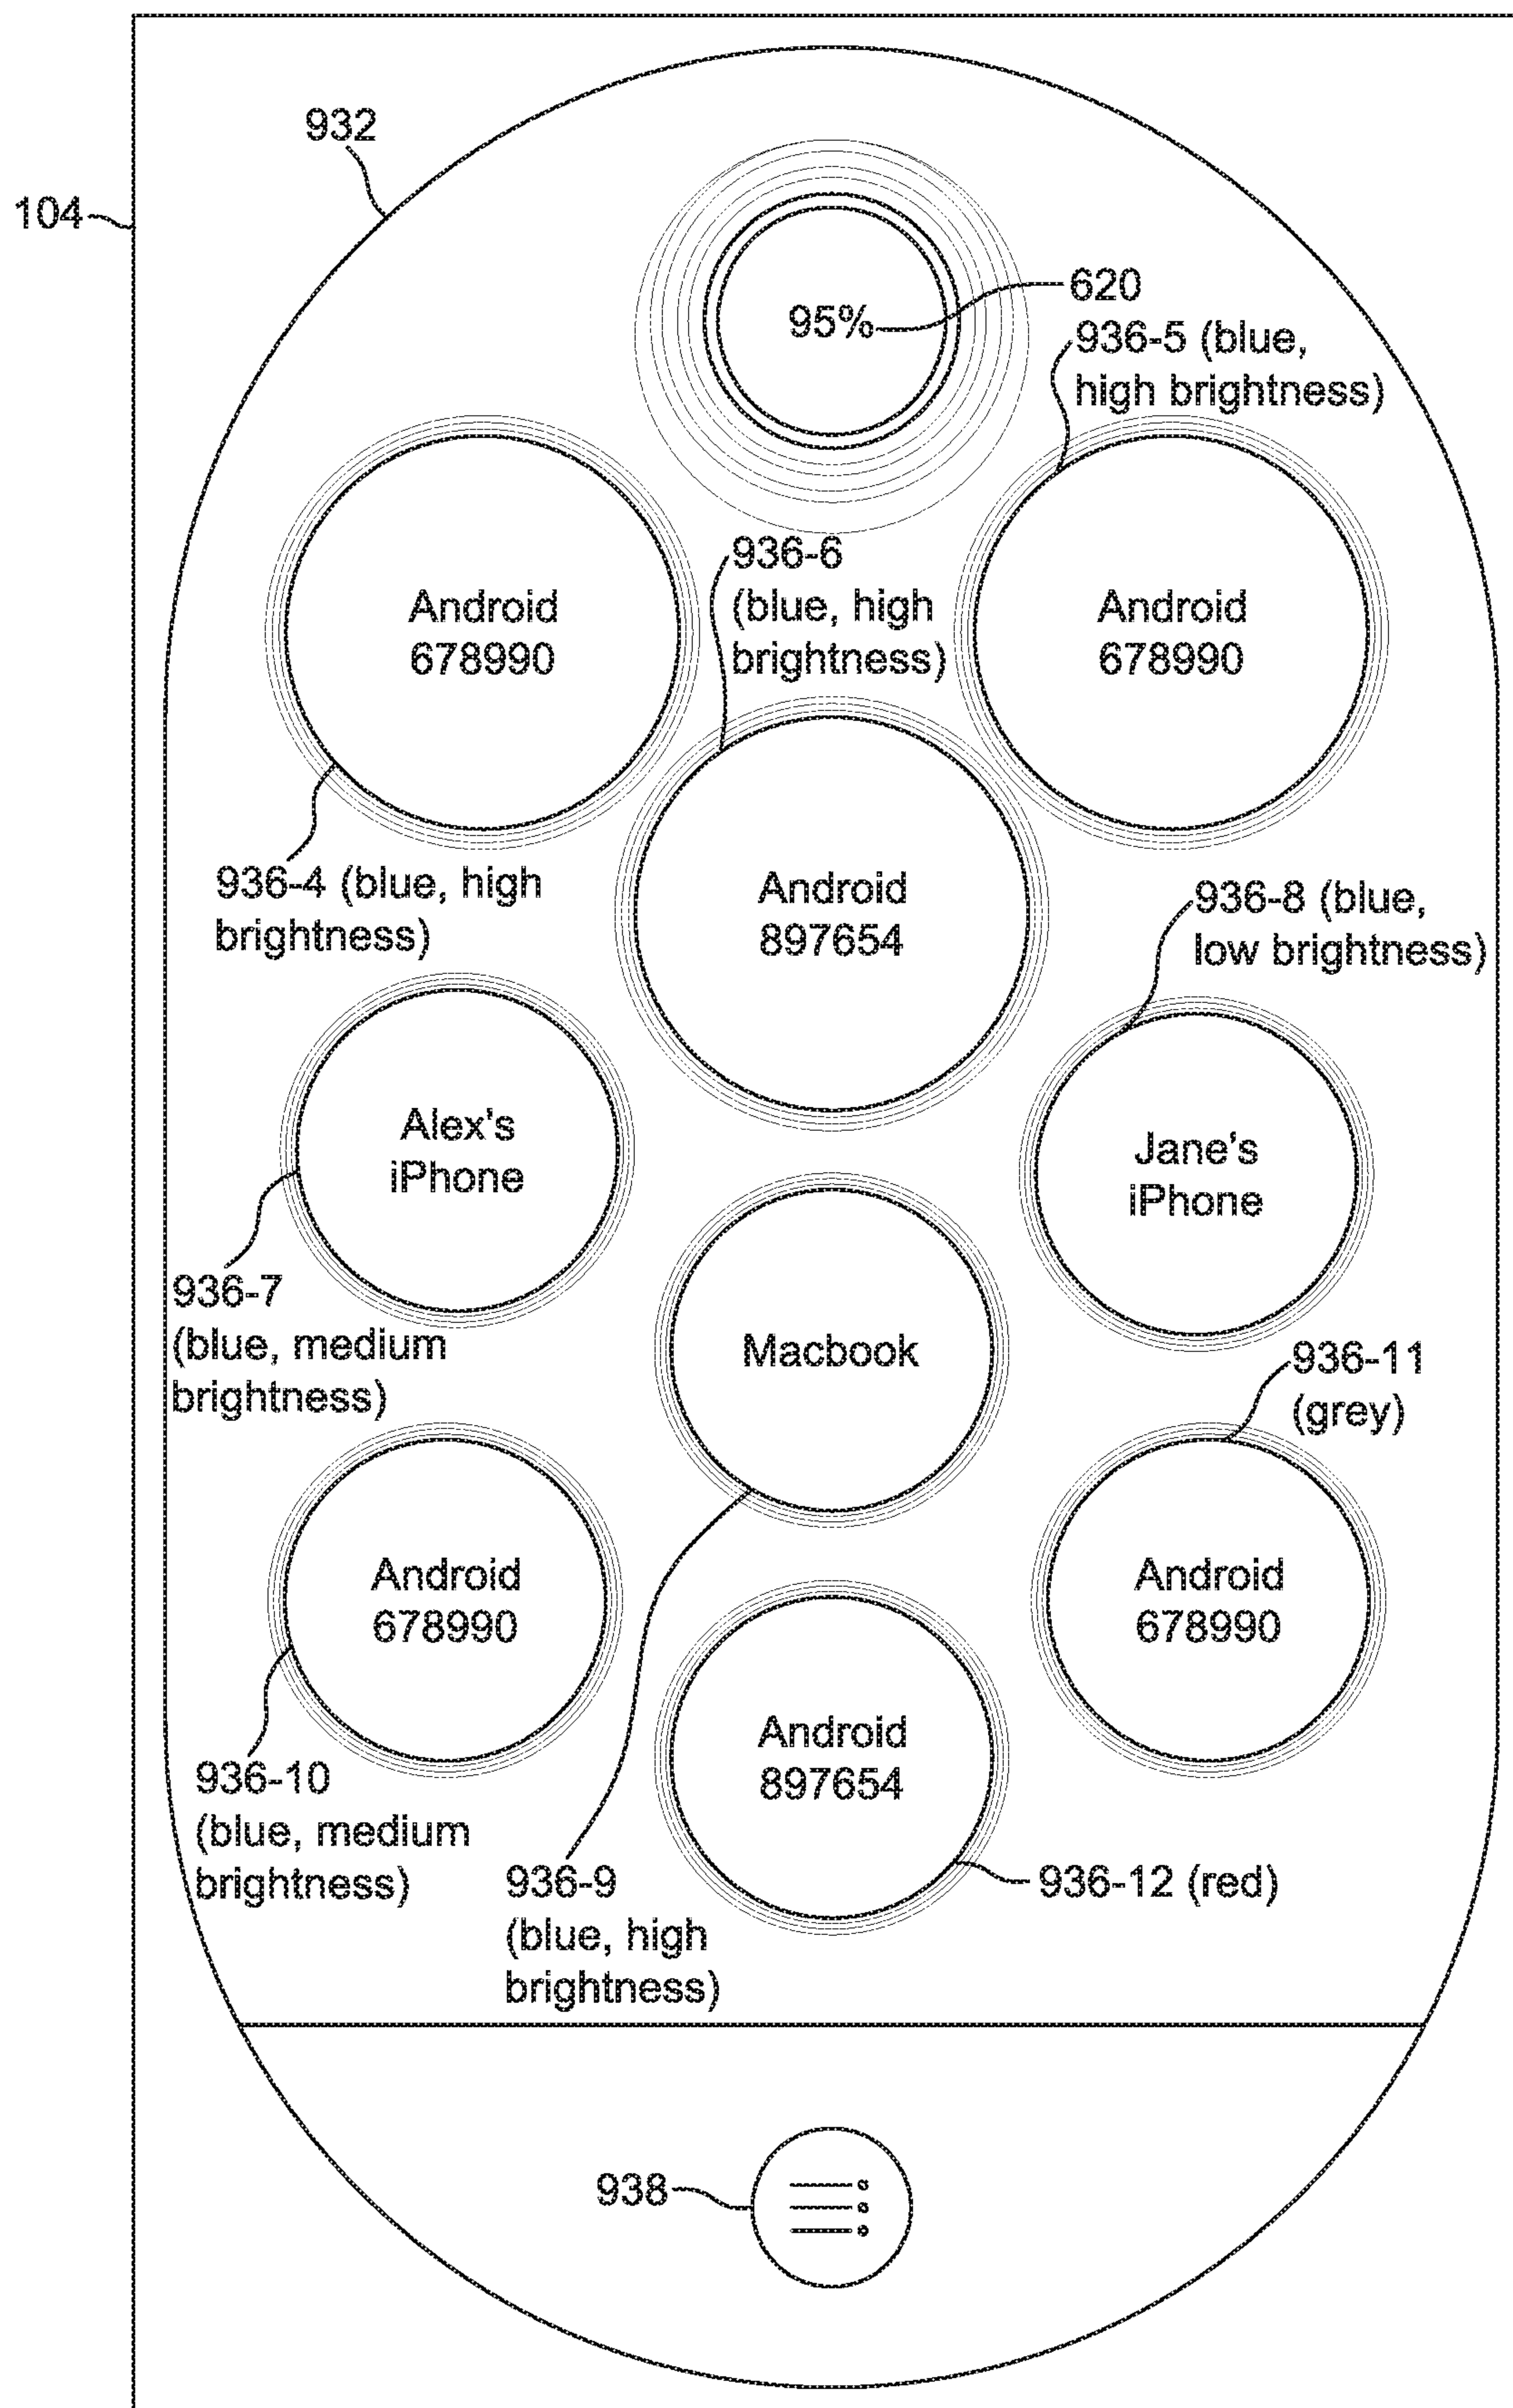 932
104
95%
620
936-5 (blue,
high brightness)
936-6
(blue, high
brightness)
Android
678990
Android
678990
936-4 (blue, high
brightness)
Android
897654
936-8 (blue,
low brightness)
Alex's
iPhone
Jane's
iPhone
936-7
(blue, medium
brightness)
Macbook
936-11
(grey)
Android
678990
Android
678990
Android
897654
936-10
(blue, medium
brightness)
936-9
(blue, high
brightness)
936-12 (red)
938